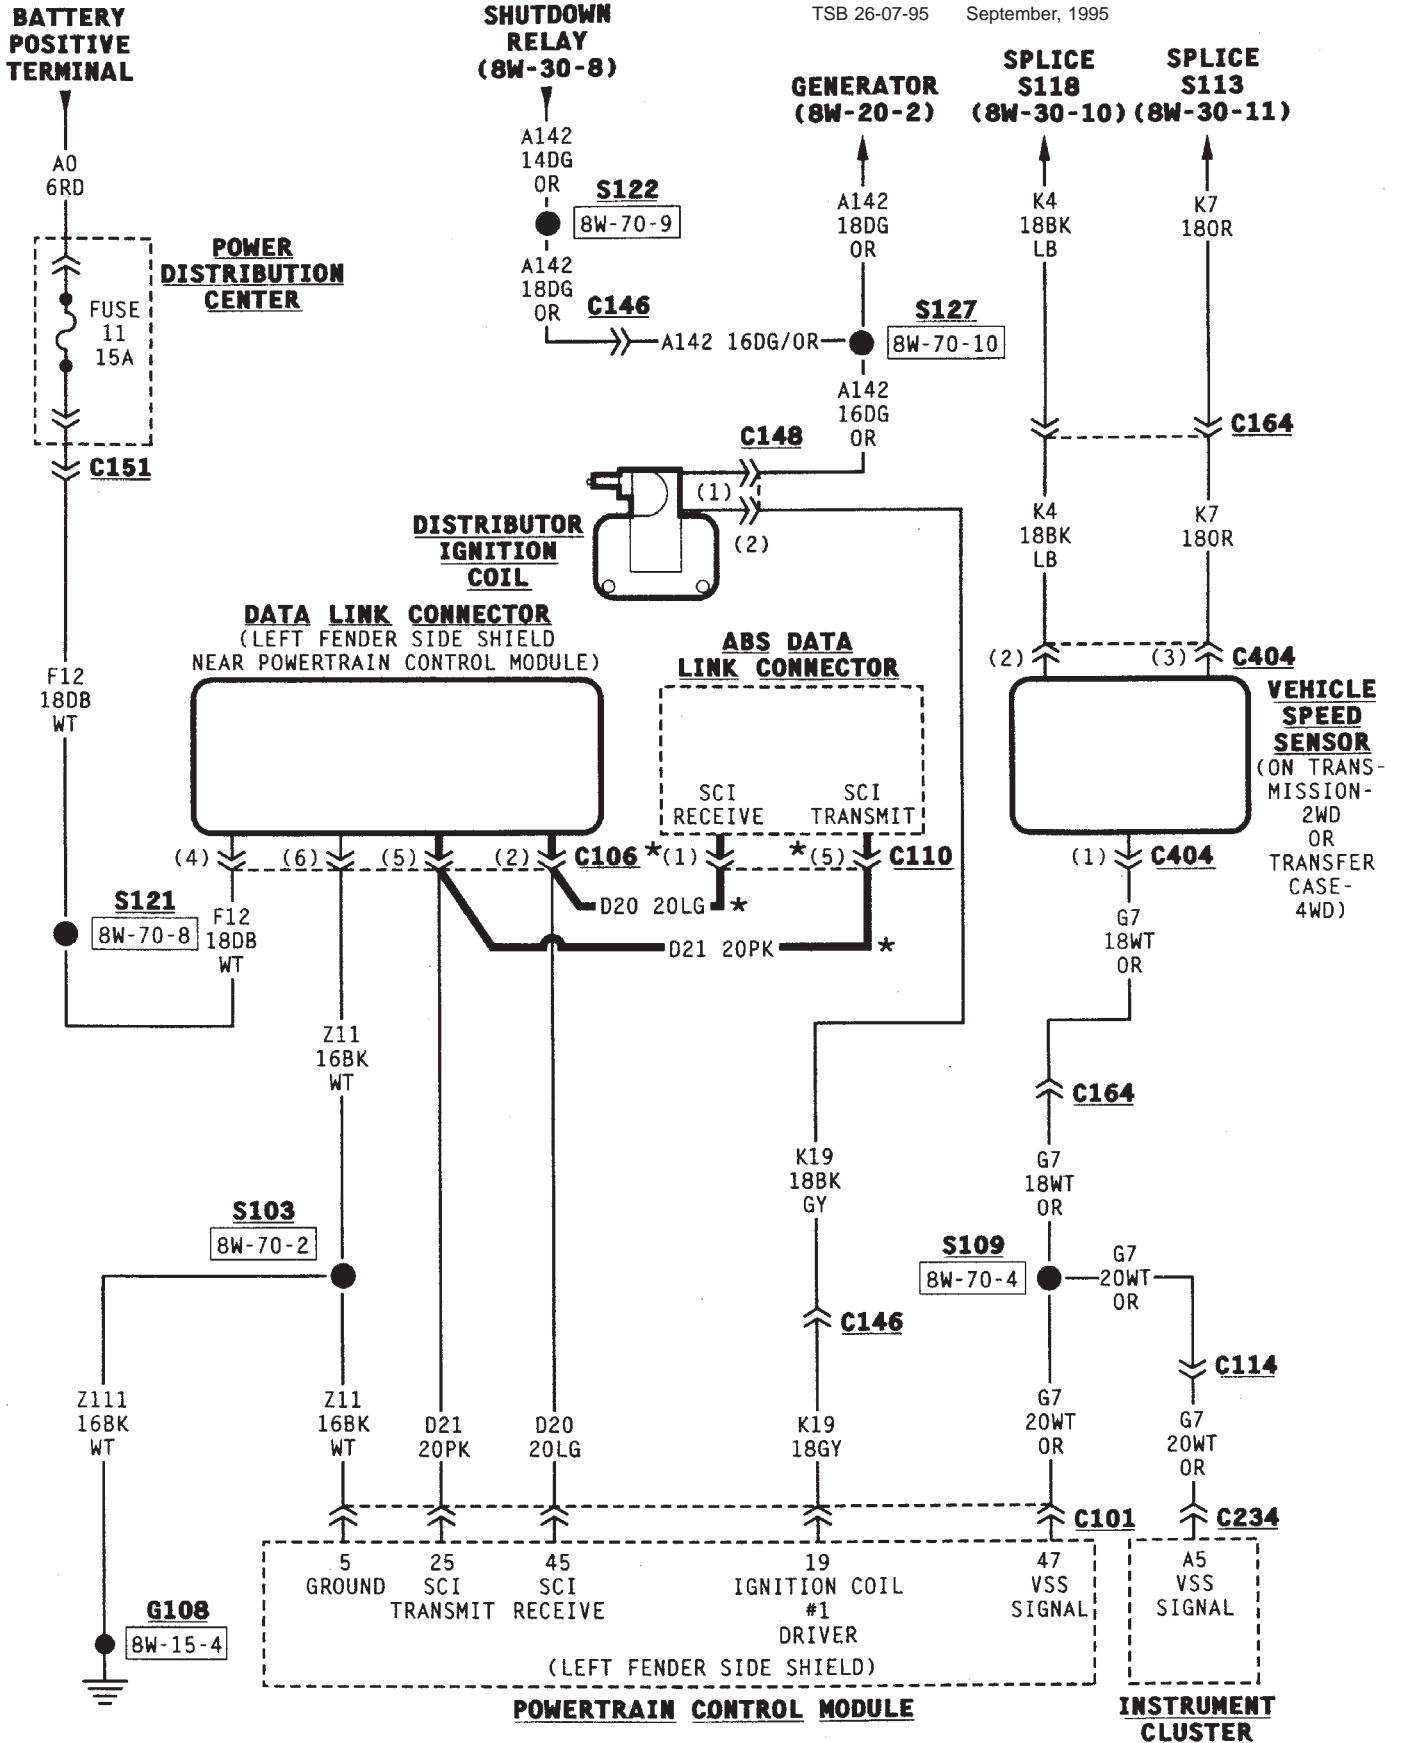 TSB 26-07-95 September, 1995
BATTERY
POSITIVE
TERMINAL
SHUTDOWN
RELAY
(8W-30-8)
GENERATOR
(8W-20-2)
SPLICE
S118
(8W-30-10)
SPLICE
S113
(8W-30-11)
A0
6RD
A142
14DG
OR
S122
8W-70-9
A142
18DG
OR
C146
A142 16DG/OR
A142
18DG
OR
S127
8W-70-10
K4
18BK
LB
K7
18OR
POWER
DISTRIBUTION
CENTER
FUSE
11
15A
C151
A142
16DG
OR
C148
(1)
(2)
C164
DISTRIBUTOR
IGNITION
COIL
K4
18BK
LB
K7
18OR
DATA LINK CONNECTOR
(LEFT FENDER SIDE SHIELD
NEAR POWERTRAIN CONTROL MODULE)
ABS DATA
LINK CONNECTOR
(2)
(3)
C404
F12
18DB
WT
VEHICLE
SPEED
SENSOR
(ON TRANS-
MISSION-
2WD
OR
TRANSFER
CASE-
4WD)
SCI
RECEIVE
SCI
TRANSMIT
(4)
(6)
(5)
(2)
C106
*(1)
*(5)
C110
(1)
C404
S121
8W-70-8
F12
18DB
WT
D20 20LG *
D21 20PK *
G7
18WT
OR
Z11
16BK
WT
C164
K19
18BK
GY
G7
18WT
OR
S103
8W-70-2
S109
8W-70-4
G7
20WT
OR
C146
C114
Z111
16BK
WT
Z11
16BK
WT
D21
20PK
D20
20LG
K19
18GY
G7
20WT
OR
G7
20WT
OR
C101
C234
5
GROUND
25
SCI
TRANSMIT
45
SCI
RECEIVE
19
IGNITION COIL
#1
DRIVER
47
VSS
SIGNAL
A5
VSS
SIGNAL
G108
8W-15-4
(LEFT FENDER SIDE SHIELD)
POWERTRAIN CONTROL MODULE
INSTRUMENT
CLUSTER